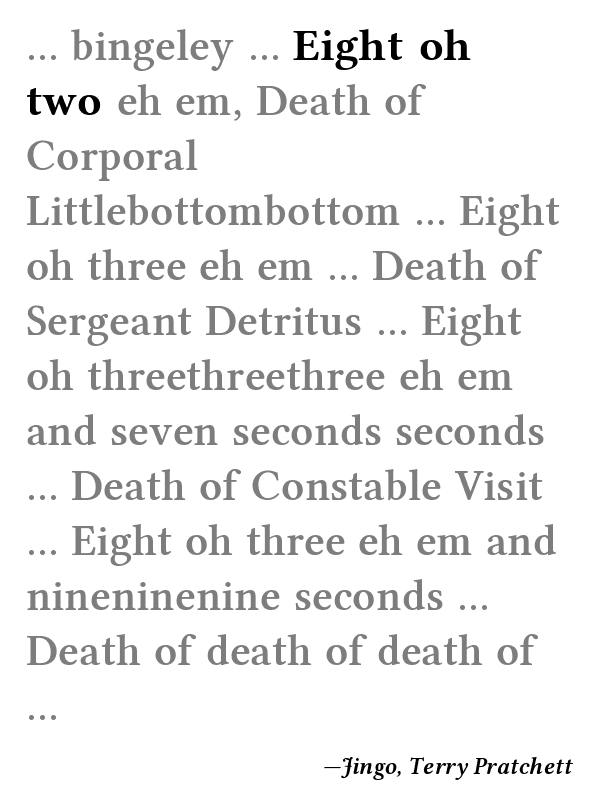 ... bingeley ... Eight oh
two eh em, Death of
Corporal
Littlebottombottom ... Eight
oh three eh em ... Death of
Sergeant Detritus ... Eight
oh threethreethree eh em
and seven seconds seconds
... Death of Constable Visit
... Eight oh three eh em and
nineninenine seconds ...
Death of death of death of
...
—Jingo, Terry Pratchett